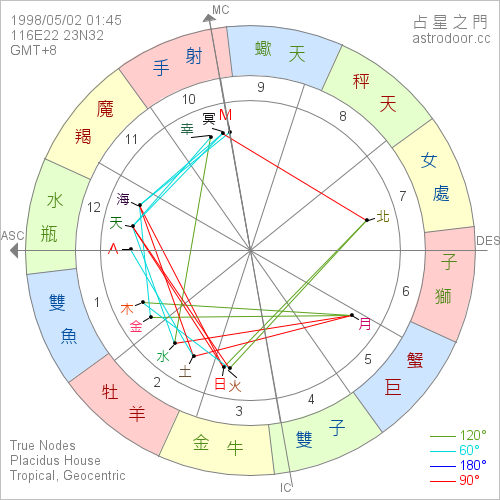 1998/05/02 01:45
116E22 23N32
GMT+8
占星之門
astrodoor.cc
MC
射手
天蠍
天秤
處女
獅子
巨蟹
雙子
金牛
牡羊
雙魚
水瓶
魔羯
10
9
8
7
6
5
4
3
2
1
12
11
幸
冥
M
海
天
A
木
金
水
土
日
火
月
北
ASC
DES
IC
True Nodes
Placidus House
Tropical, Geocentric
120°
60°
180°
90°